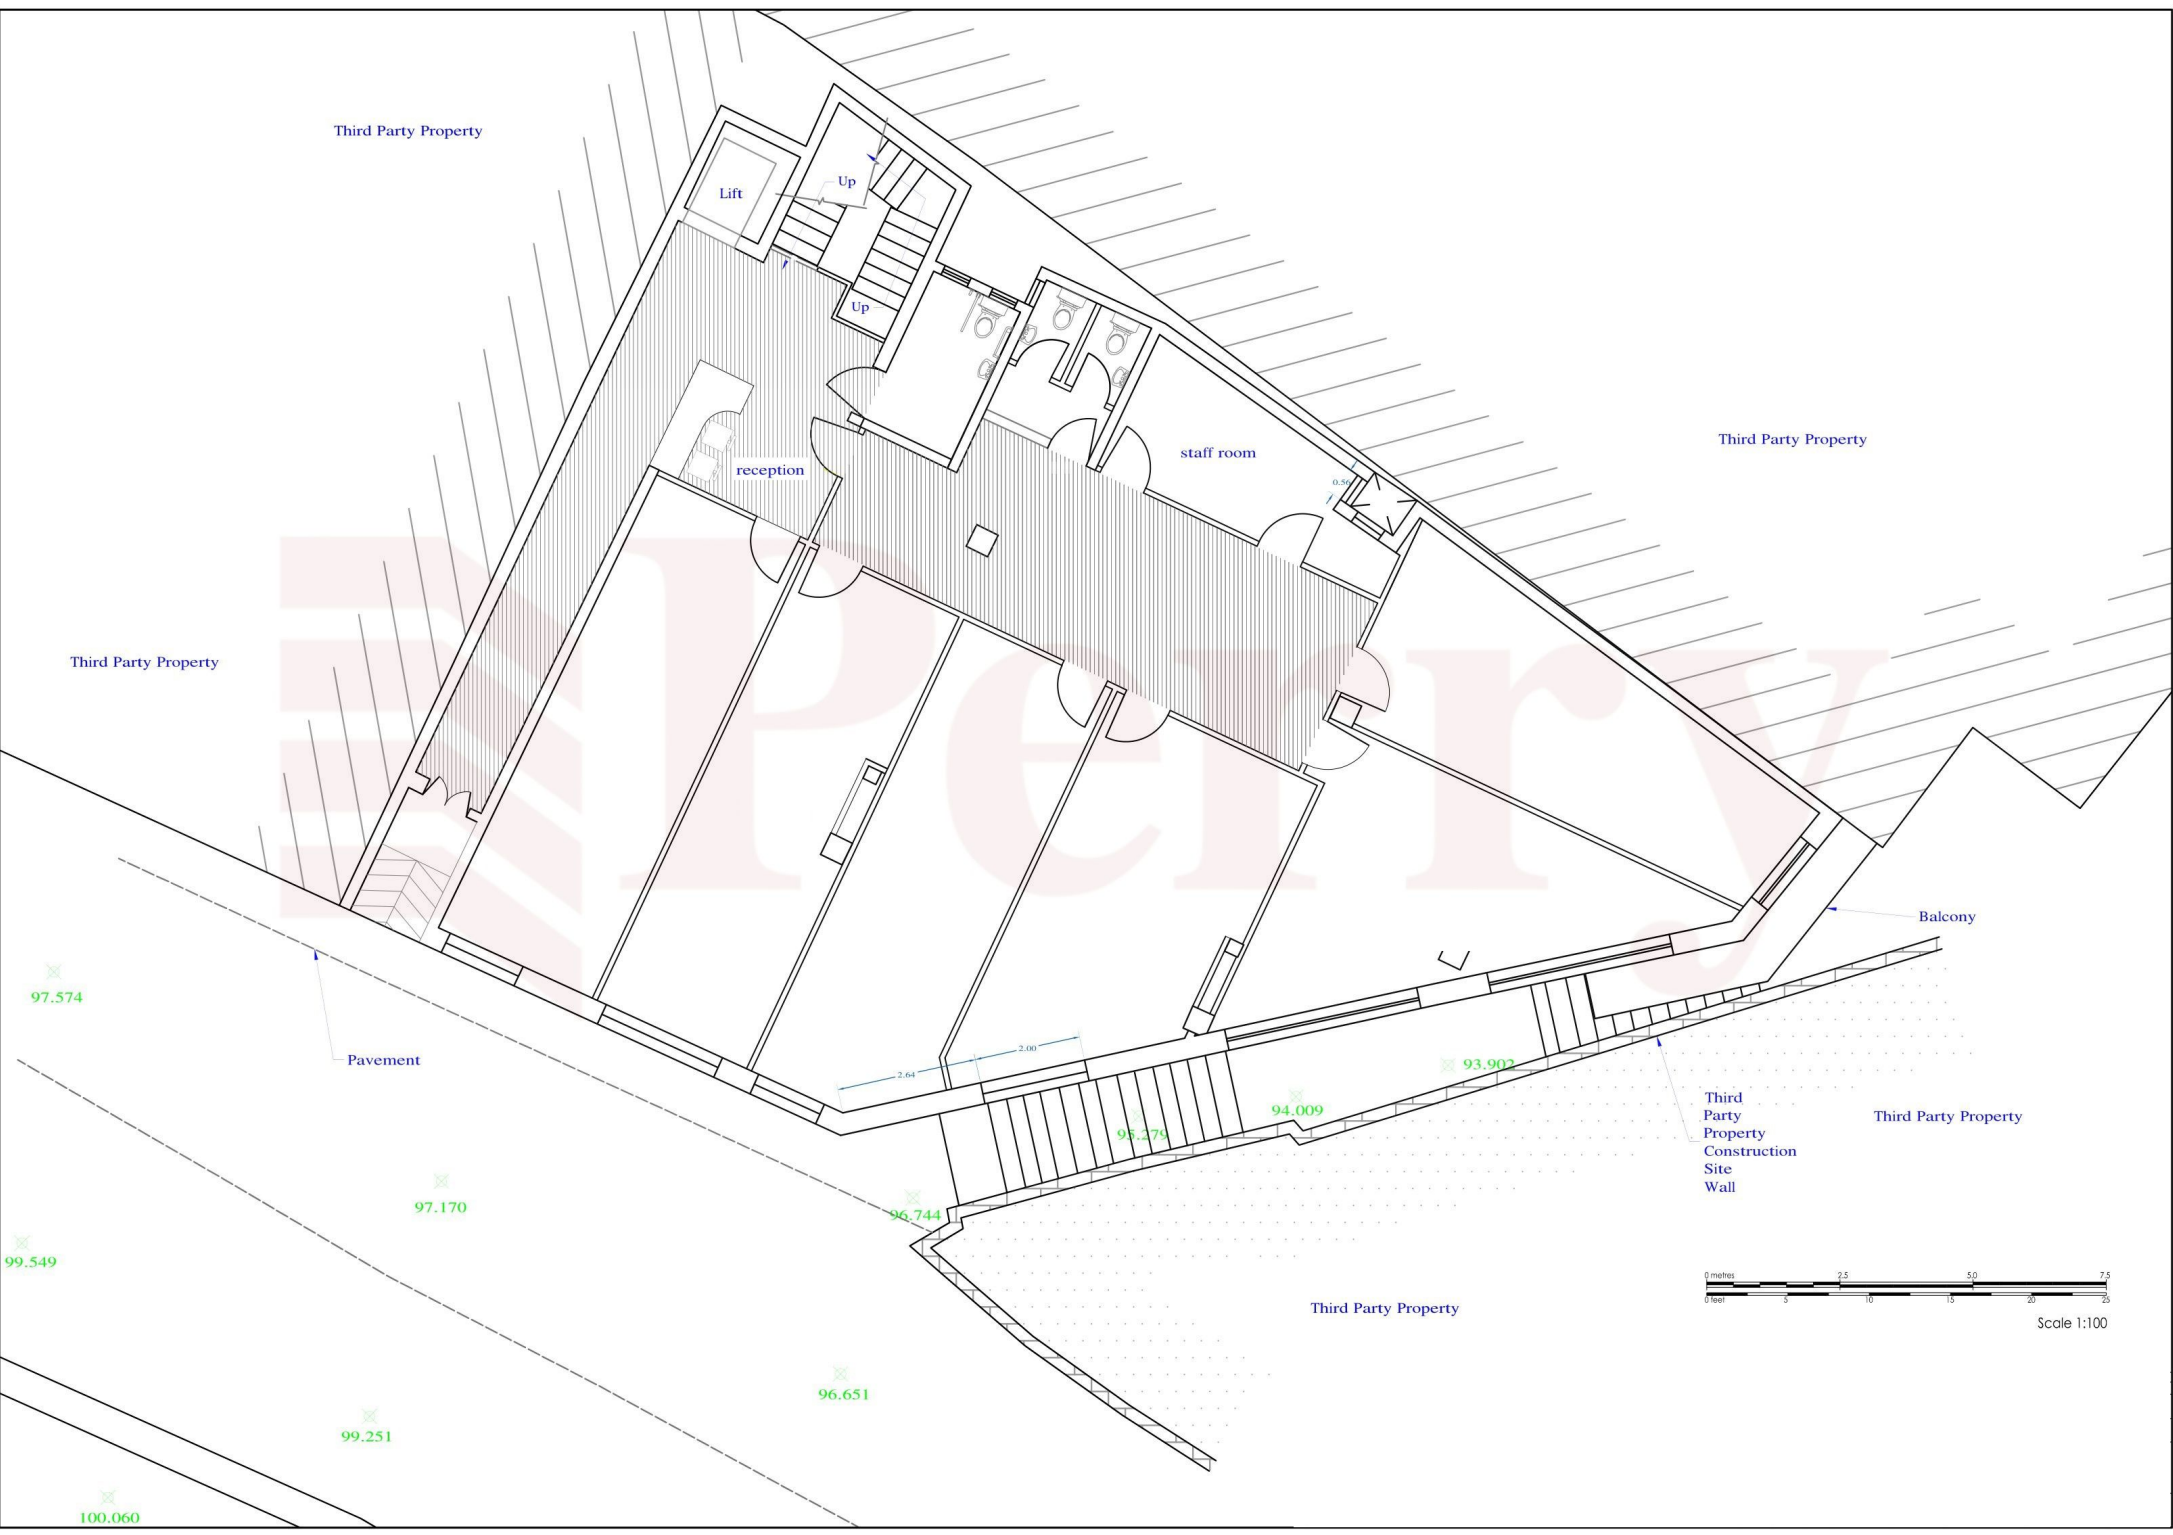 Third Party Property
Up
Lift
Up
Third Party Property
staff room
reception
0.56
Third Party Property
Perry
Balcony
97.574
Pavement
2.00
2.64
93.902
94.009
95.279
Third
Party
Property
Construction
Site
Wall
Third Party Property
97.170
96.744
99.549
0 metres 2.5 5.0 7.5
0 feet 5 10 15 20 25
Scale 1:100
Third Party Property
96.651
99.251
100.060